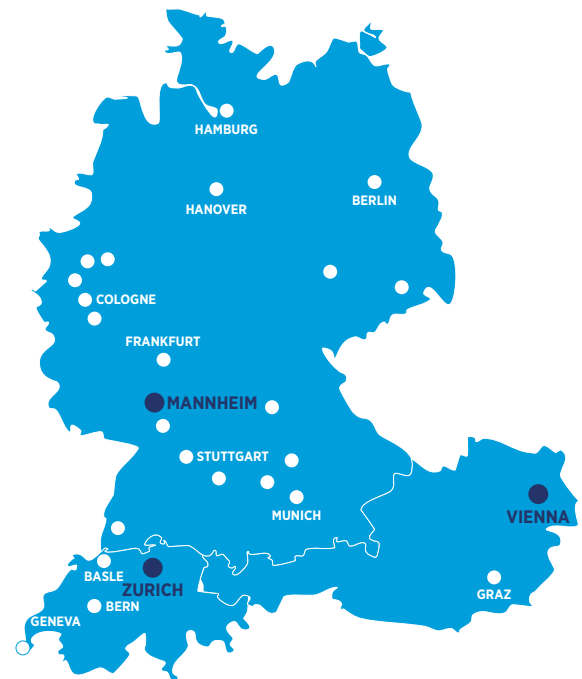 HAMBURG
HANOVER
BERLIN
COLOGNE
FRANKFURT
MANNHEIM
STUTTGART
MUNICH
VIENNA
BASLE
ZURICH
GRAZ
BERN
GENEVA